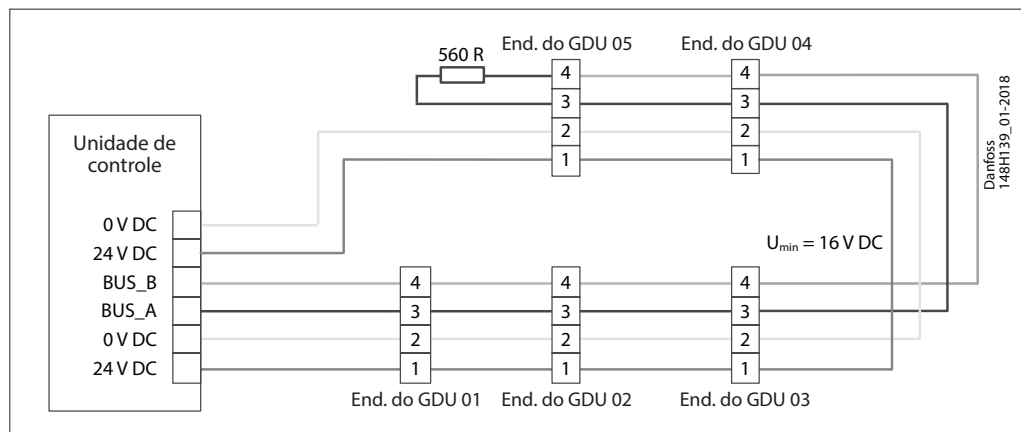 End. do GDU 05
End. do GDU 04
560 R
4
3
2
1
4
3
2
1
Danfoss
148H139_01-2018
Unidade de
controle
0 V DC
24 V DC
BUS_B
BUS_A
0 V DC
24 V DC
Umin = 16 V DC
4
3
2
1
4
3
2
1
4
3
2
1
End. do GDU 01
End. do GDU 02
End. do GDU 03